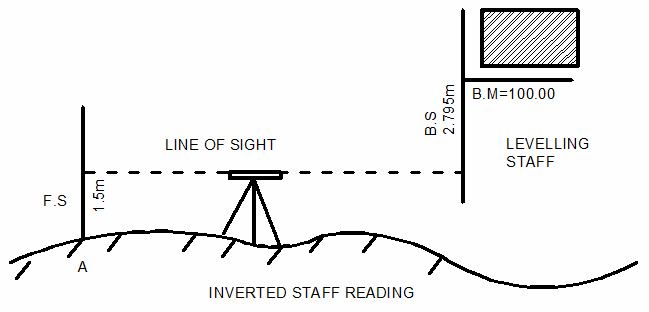 B.M=100.00
B.S
2.795m
LINE OF SIGHT
LEVELLING
STAFF
F.S
1.5m
A
INVERTED STAFF READING